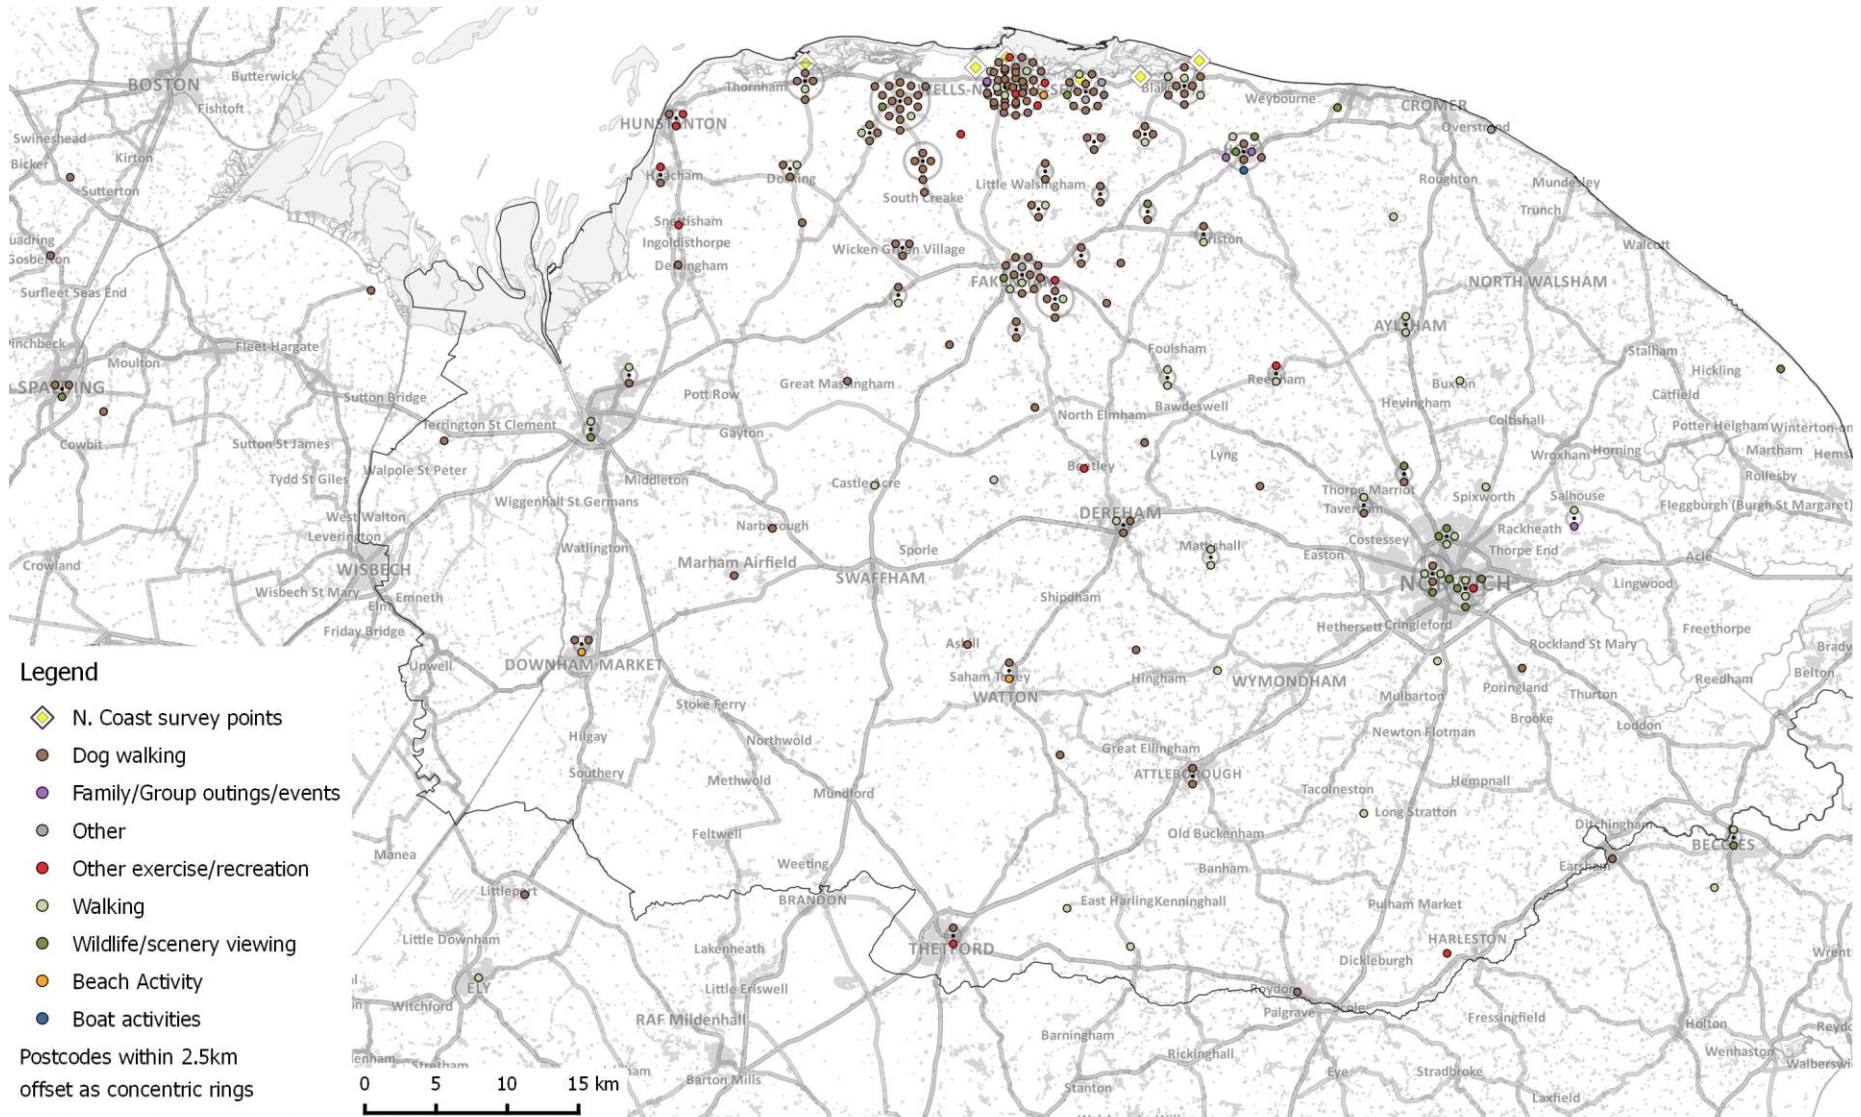 BOSTON
Butterwick
Fishtoft
Swineshead
Bicker
Kirton
Sutterton
Gosberton
Surfleet Seas End
Moulton
Fleet-Hargate
Cowbit
Sutton Bridge
Sutton St James
Tydd St Giles
Terrington St Clement
Walpole St Peter
West Walton
Leverington
Crowland
WISBECH
Wisbech St Mary
Emneth
Friday Bridge
Upwell
Thornham
HUNSTANTON
Docking
South Creake
Little Walsingham
Weybourne
CROMER
Overstrand
Roughton
Mundesley
Trunch
Walcott
Snettisham
Ingoldisthorpe
Wicken Green Village
NORTH WALSHAM
AYLSHAM
Foulsham
Stalham
Hickling
Catfield
Great Massingham
Pott Row
Gayton
North Elmham
Bawdeswell
Buxton
Hevingham
Coltishall
Potter Heigham
Winterton-on
Wroxham
Horning
Martham
Hems
Rollesby
Lyng
Middleton
Wiggenhall St Germans
Castle Acre
Thorpe Marriot
Taverham
Spixworth
Salhouse
Fleggburgh (Burgh St Margaret)
Narborough
DEREHAM
Rackheath
Costessey
Thorpe End
Watlington
Sporle
Mattishall
Easton
Acle
Marham Airfield
SWAFFHAM
Lingwood
Shipdham
Hethersett
Cringleford
Freethorpe
Rockland St Mary
DOWNHAM MARKET
Saham Toney
Hingham
WYMONDHAM
Reedham
Belton
WATTON
Mulbarton
Poringland
Thurton
Stoke Ferry
Brooke
Loddon
Hilgay
Northwold
Newton Flotman
Great Ellingham
ATTLEBOROUGH
Southery
Methwold
Hempnall
Mundford
Tacolneston
Long Stratton
Feltwell
Old Buckenham
Ditchingham
Manea
BECCLES
Weeting
Banham
Earsham
Littleport
BRANDON
East Harling
Kenninghall
Pulham Market
Little Downham
Lakenheath
THETFORD
HARLESTON
Dickleburgh
ELY
Little Eriswell
Witchford
Palgrave
Fressingfield
RAF Mildenhall
Holton
Barningham
Wenhaston
Rickinghall
Barton Mills
Eye
Stradbroke
Stanton
Laxfield
Legend
N. Coast survey points
Dog walking
Family/Group outings/events
Other
Other exercise/recreation
Walking
Wildlife/scenery viewing
Beach Activity
Boat activities
Postcodes within 2.5km
offset as concentric rings
0 5 10 15 km